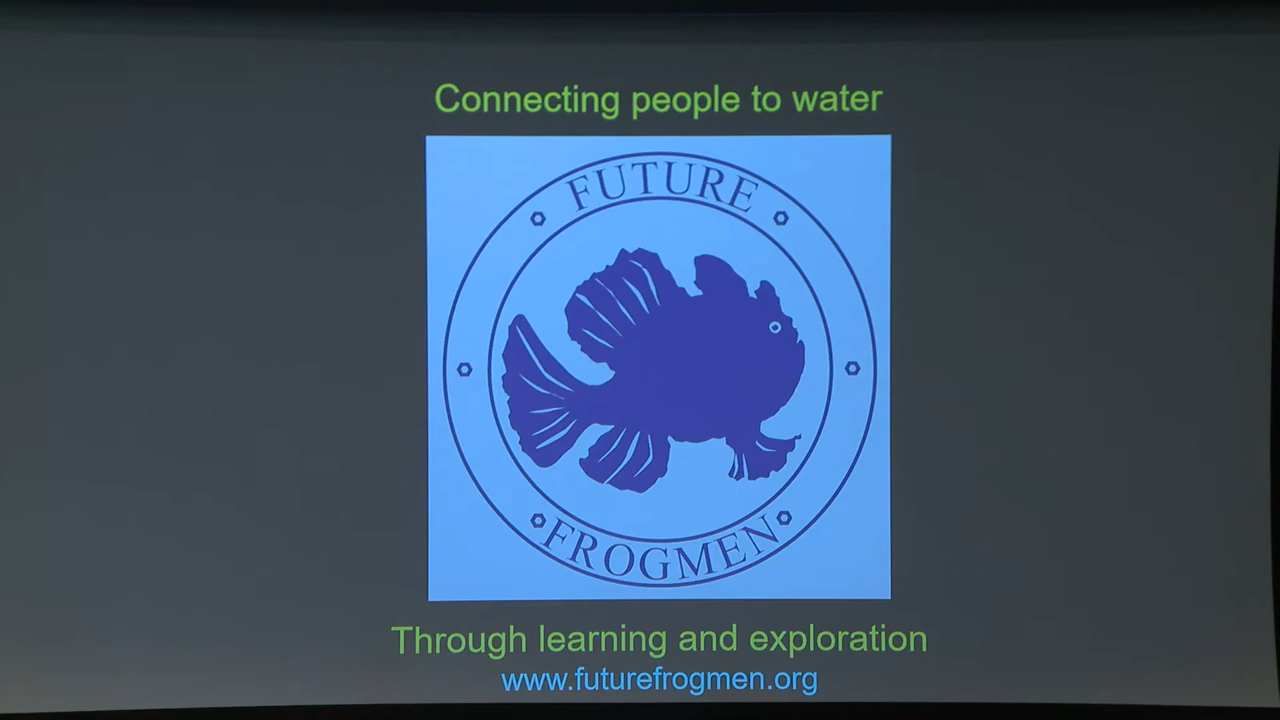 Connecting people to water
FUTURE
FROGMEN
Through learning and exploration
www.futurefrogmen.org